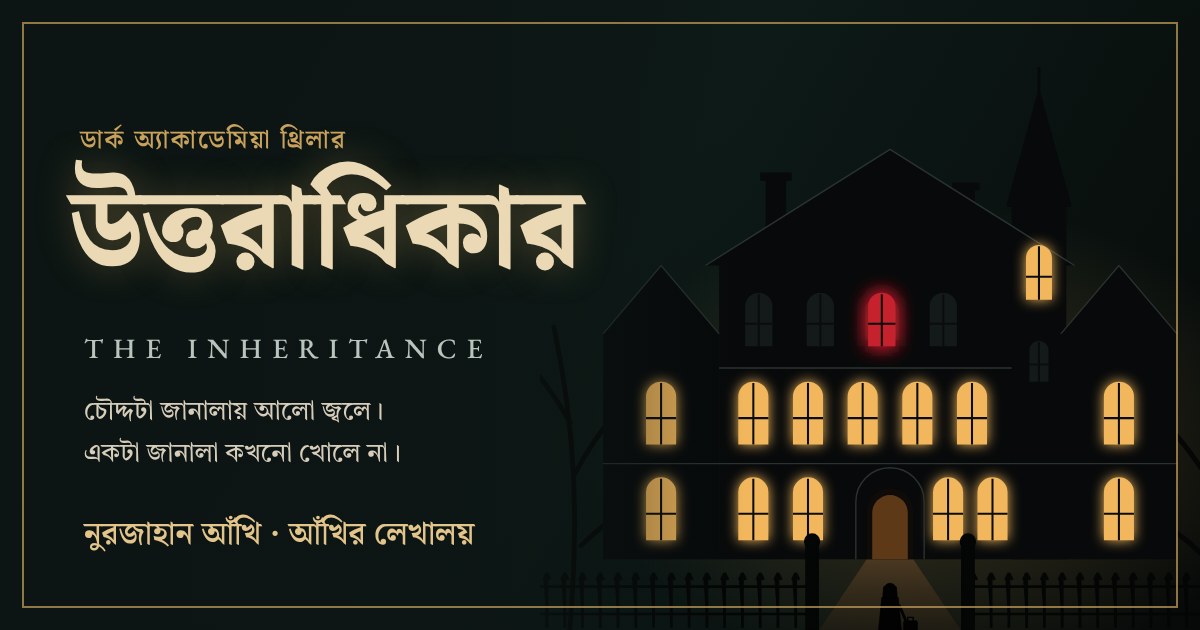 ডার্ক অ্যাকাডেমিয়া থ্রিলার
উত্তরাধিকার
THE INHERITANCE
চৌদ্দটা জানালায় আলো জ্বলে।
একটা জানালা কখনো খোলে না।
নুরজাহান আঁখি · আঁখির লেখালয়